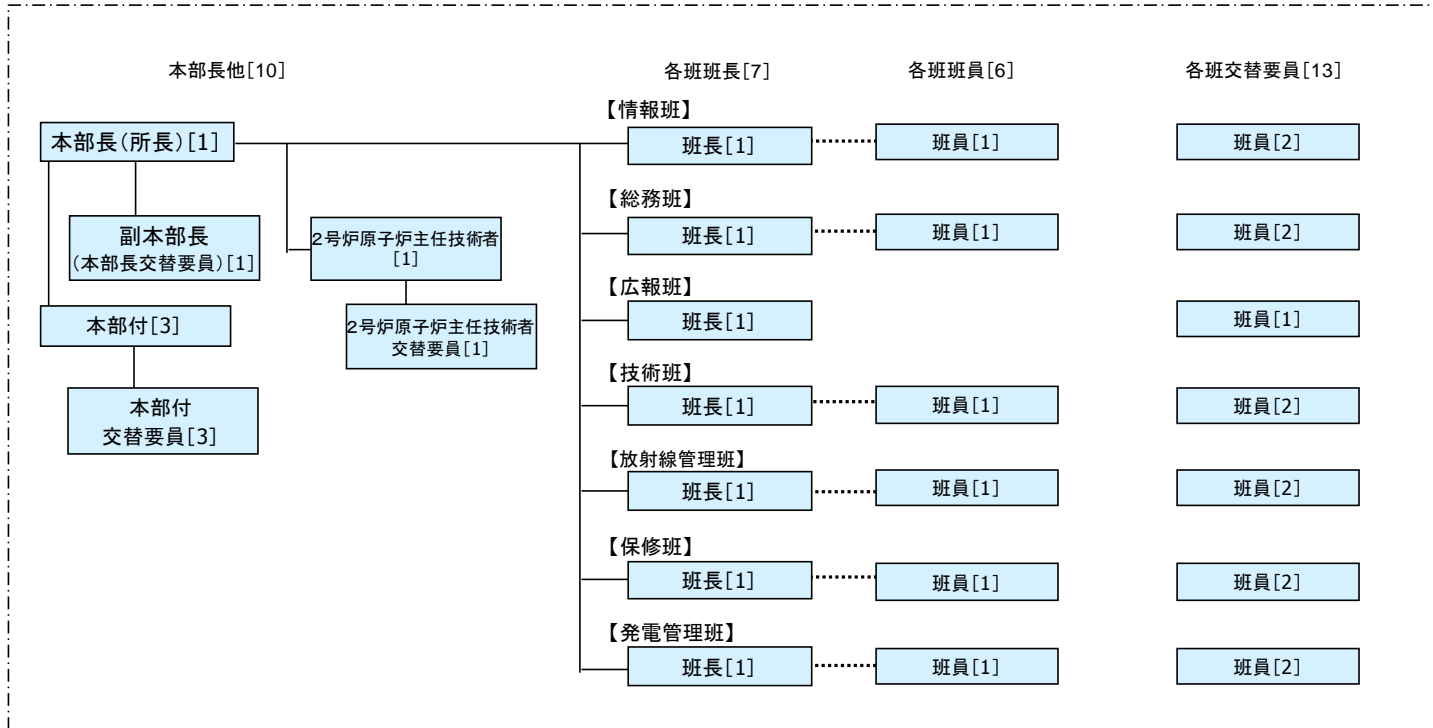 本部長他[10]
各班班長[7]
各班班員[6]
各班交替要員[13]
本部長(所長)[1]
副本部長
(本部長交替要員)[1]
本部付[3]
本部付
交替要員[3]
2号炉原子炉主任技術者
[1]
2号炉原子炉主任技術者
交替要員[1]
【情報班】
班長[1]
班員[1]
班員[2]
【総務班】
班長[1]
班員[1]
班員[2]
【広報班】
班長[1]
班員[1]
【技術班】
班長[1]
班員[1]
班員[2]
【放射線管理班】
班長[1]
班員[1]
班員[2]
【保修班】
班長[1]
班員[1]
班員[2]
【発電管理班】
班長[1]
班員[1]
班員[2]